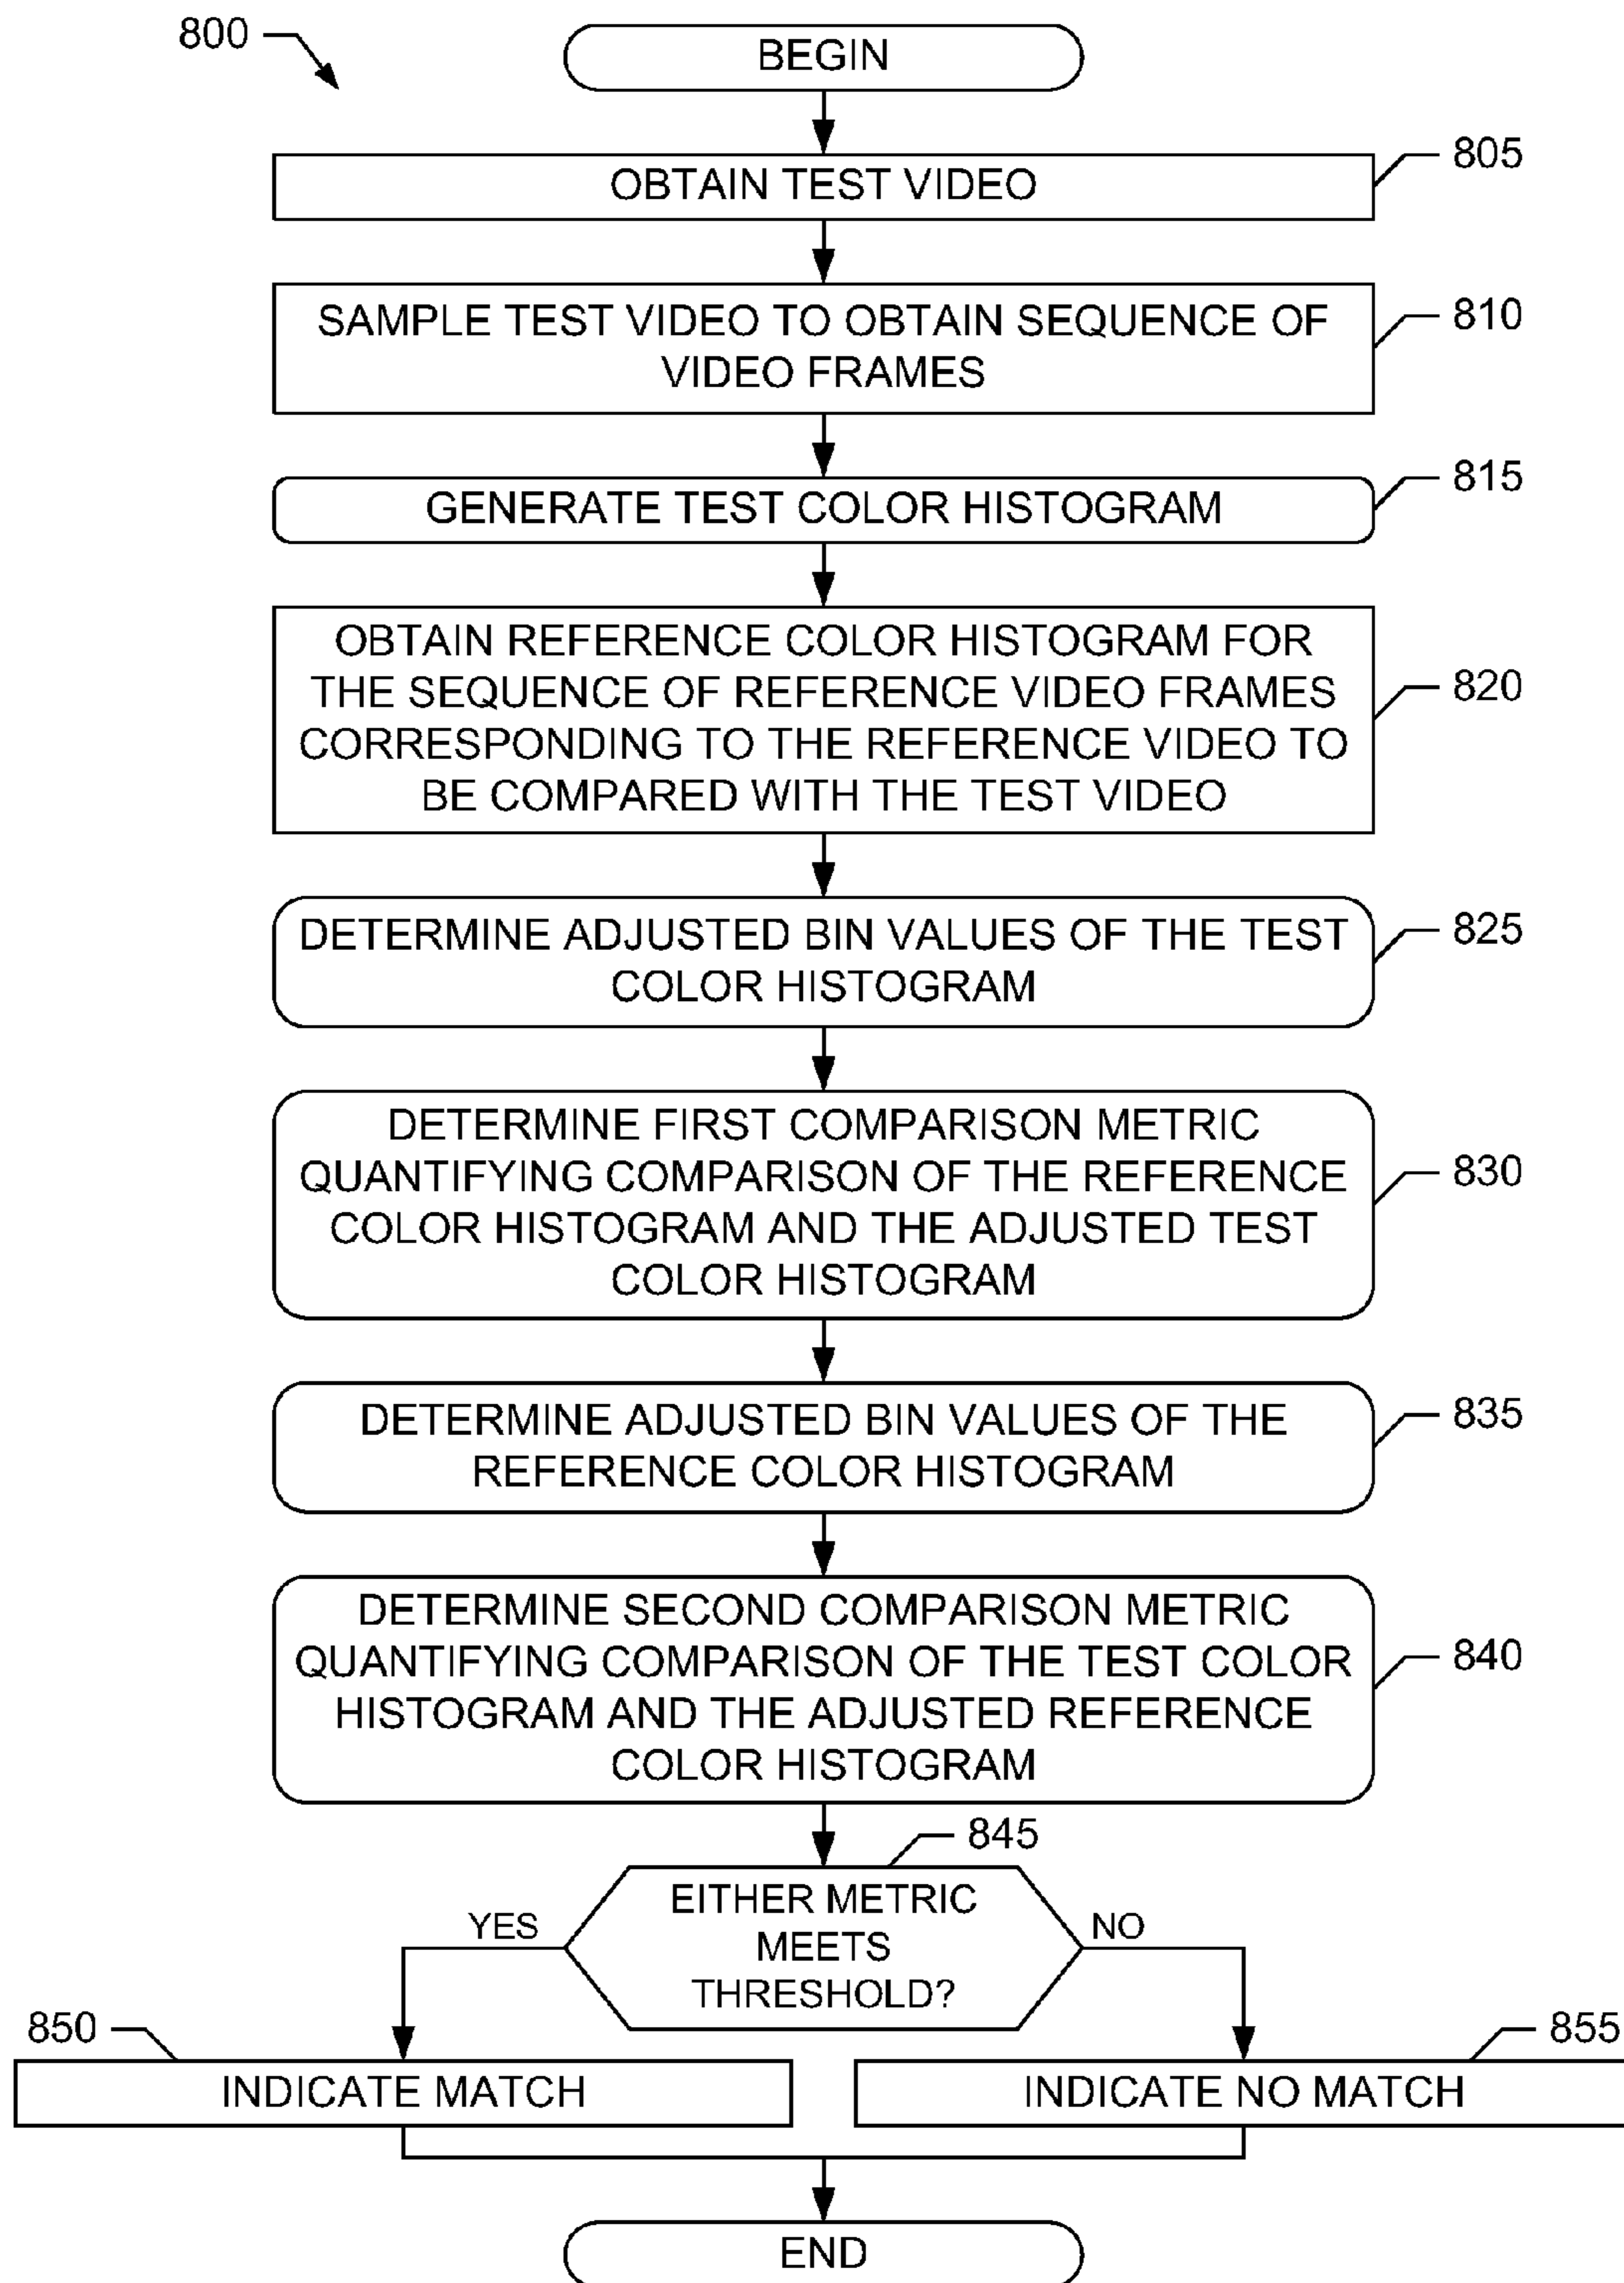 800
BEGIN
805
OBTAIN TEST VIDEO
810
SAMPLE TEST VIDEO TO OBTAIN SEQUENCE OF
VIDEO FRAMES
815
GENERATE TEST COLOR HISTOGRAM
OBTAIN REFERENCE COLOR HISTOGRAM FOR
THE SEQUENCE OF REFERENCE VIDEO FRAMES
820
CORRESPONDING TO THE REFERENCE VIDEO TO
BE COMPARED WITH THE TEST VIDEO
DETERMINE ADJUSTED BIN VALUES OF THE TEST
825
COLOR HISTOGRAM
DETERMINE FIRST COMPARISON METRIC
QUANTIFYING COMPARISON OF THE REFERENCE
830
COLOR HISTOGRAM AND THE ADJUSTED TEST
COLOR HISTOGRAM
DETERMINE ADJUSTED BIN VALUES OF THE
835
REFERENCE COLOR HISTOGRAM
DETERMINE SECOND COMPARISON METRIC
QUANTIFYING COMPARISON OF THE TEST COLOR
840
HISTOGRAM AND THE ADJUSTED REFERENCE
COLOR HISTOGRAM
845
EITHER METRIC
MEETS
THRESHOLD?
YES
NO
850
INDICATE MATCH
855
INDICATE NO MATCH
END